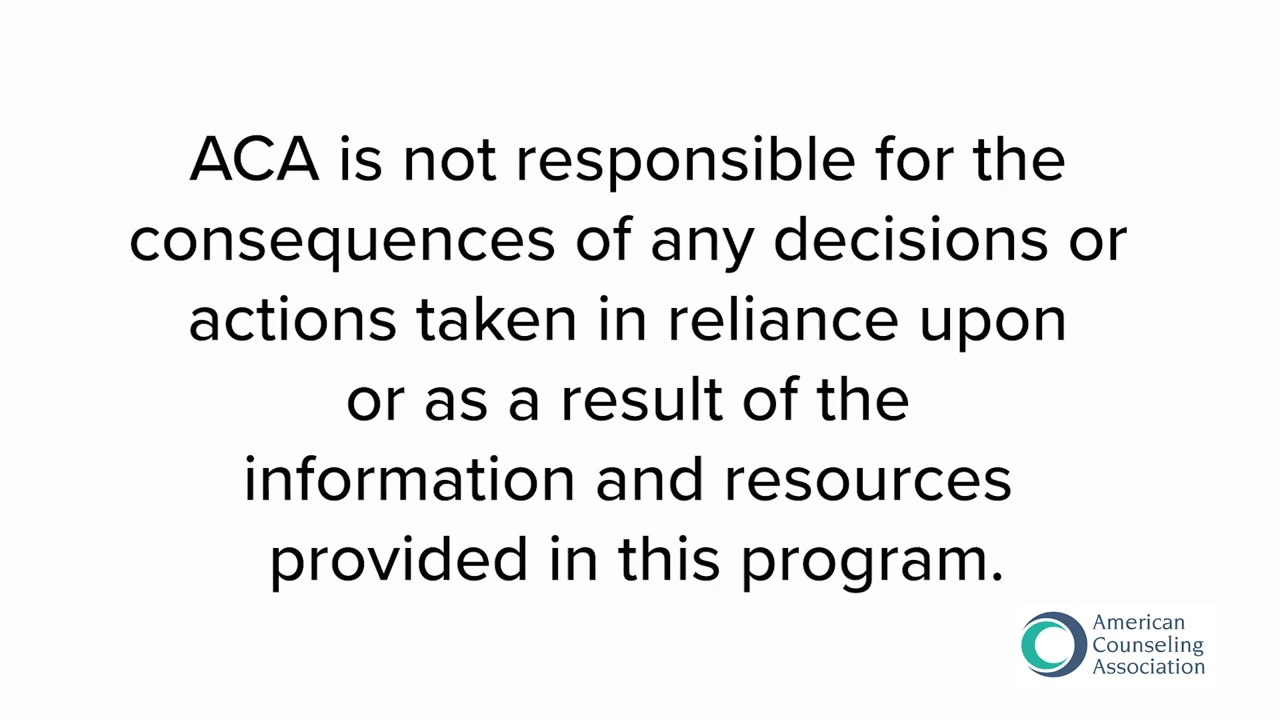 ACA is not responsible for the
consequences of any decisions or
actions taken in reliance upon
or as a result of the
information and resources
provided in this program.
American
Counseling
Association